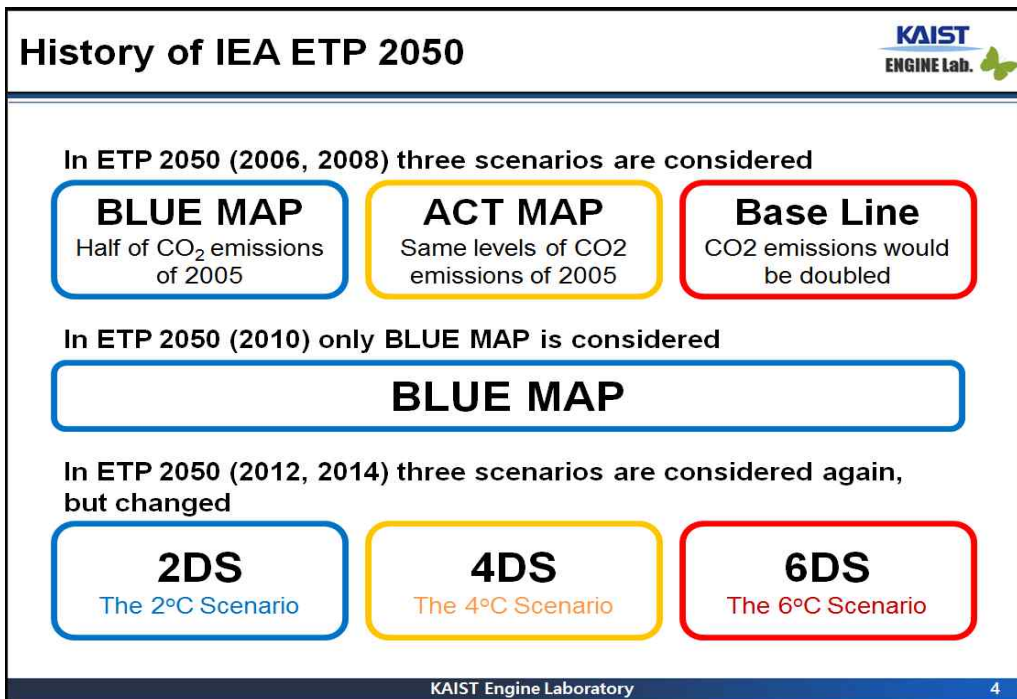 History of IEA ETP 2050
KAIST
ENGINE Lab.
In ETP 2050 (2006, 2008) three scenarios are considered
BLUE MAP
Half of CO₂ emissions
of 2005
ACT MAP
Same levels of CO2
emissions of 2005
Base Line
CO2 emissions would
be doubled
In ETP 2050 (2010) only BLUE MAP is considered
BLUE MAP
In ETP 2050 (2012, 2014) three scenarios are considered again,
but changed
2DS
The 2°C Scenario
4DS
The 4°C Scenario
6DS
The 6°C Scenario
KAIST Engine Laboratory
4